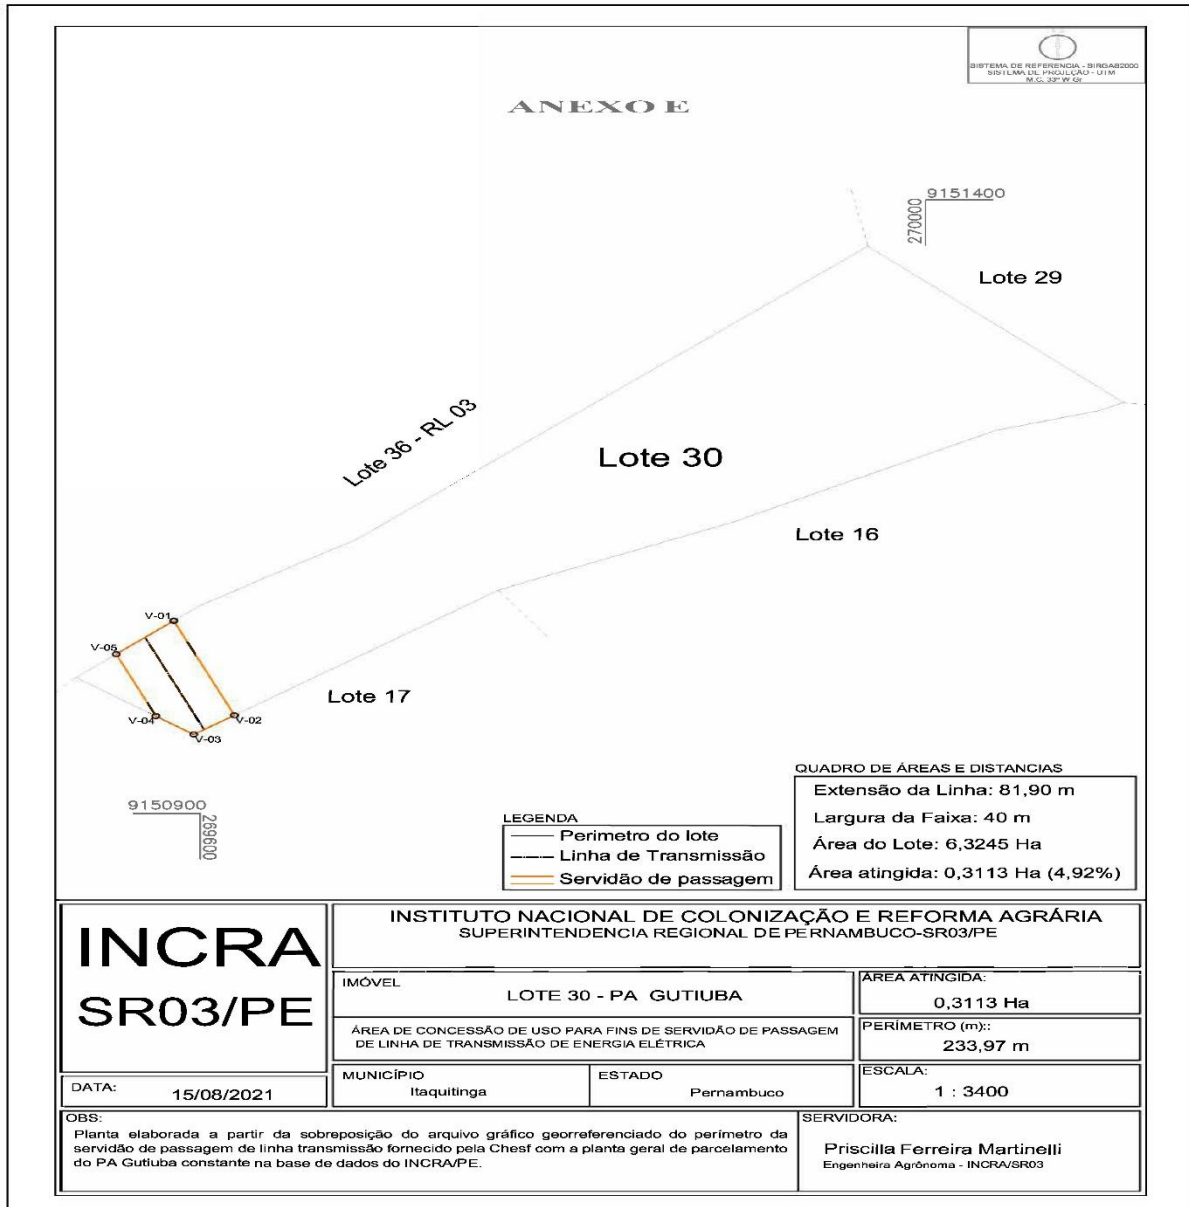 SISTEMA DE REFERENCIA - SIRGAS2000
SISTEMA DE PROJEÇÃO - UTM
M.C. 33º W Gr
ANEXO E
9151400
270000
Lote 29
Lote 36 - RL 03
Lote 30
Lote 16
V-01
V-05
Lote 17
V-04
V-02
V-03
9150900
269600
LEGENDA
Perimetro do lote
Linha de Transmissão
Servidão de passagem
QUADRO DE ÁREAS E DISTANCIAS
Extensão da Linha: 81,90 m
Largura da Faixa: 40 m
Área do Lote: 6,3245 Ha
Área atingida: 0,3113 Ha (4,92%)
INCRA
SR03/PE
INSTITUTO NACIONAL DE COLONIZAÇÃO E REFORMA AGRÁRIA
SUPERINTENDENCIA REGIONAL DE PERNAMBUCO-SR03/PE
IMÓVEL
LOTE 30 - PA GUTIUBA
ÁREA ATINGIDA:
0,3113 Ha
ÁREA DE CONCESSÃO DE USO PARA FINS DE SERVIDÃO DE PASSAGEM
DE LINHA DE TRANSMISSÃO DE ENERGIA ELÉTRICA
PERÍMETRO (m)::
233,97 m
DATA:
15/08/2021
MUNICÍPIO
Itaquitinga
ESTADO
Pernambuco
ESCALA:
1 : 3400
OBS:
Planta elaborada a partir da sobreposição do arquivo gráfico georreferenciado do perímetro da
servidão de passagem de linha transmissão fornecido pela Chesf com a planta geral de parcelamento
do PA Gutiuba constante na base de dados do INCRA/PE.
SERVIDORA:
Priscilla Ferreira Martinelli
Engenheira Agrônoma - INCRA/SR03